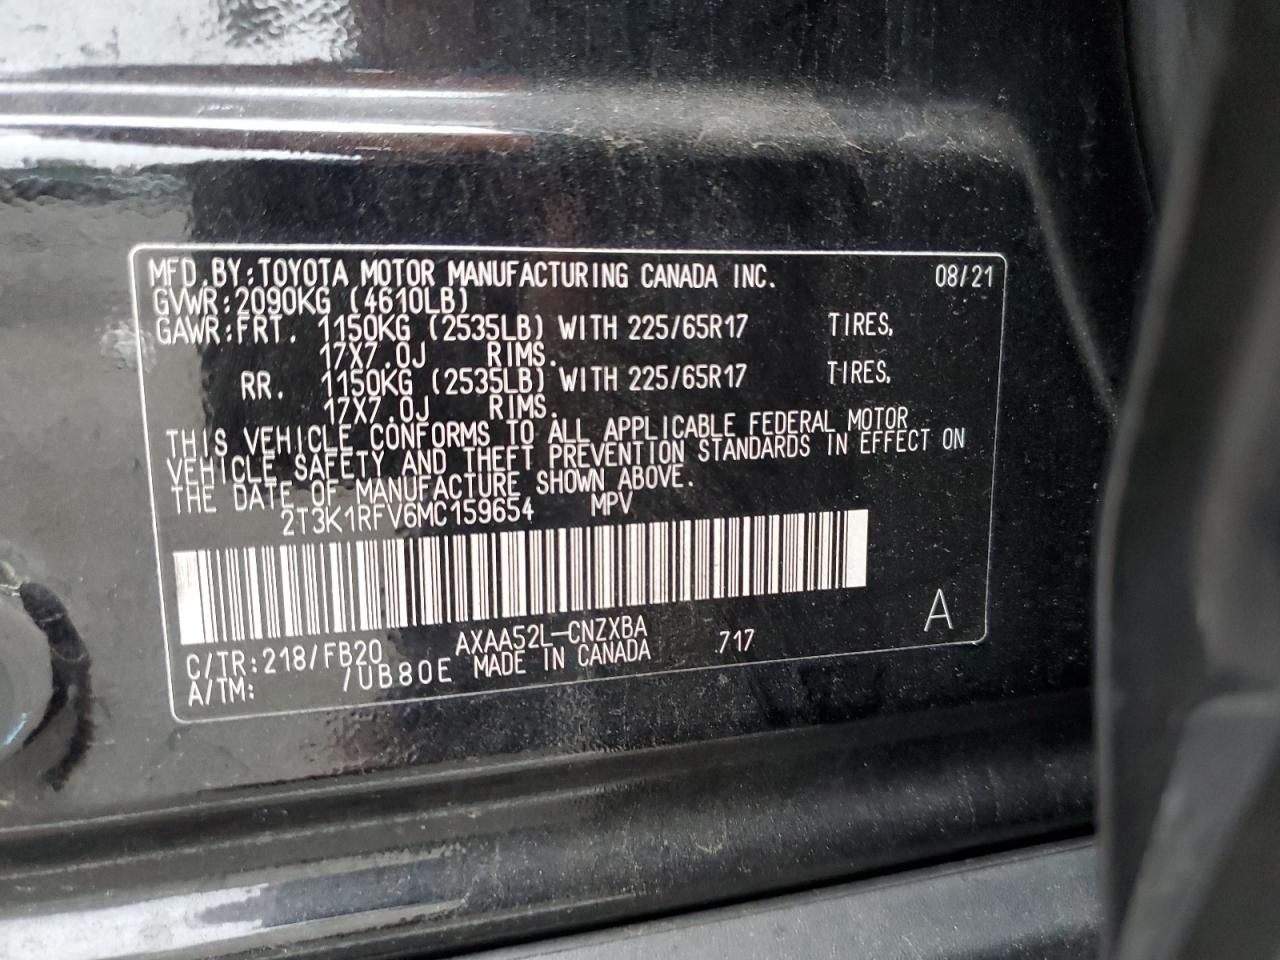 MFD.BY:TOYOTA MOTOR MANUFACTURING CANADA INC. 08/21
GVWR:2090KG (4610LB)
GAWR:FRT. 1150KG (2535LB) WITH 225/65R17 TIRES,
17X7.0J RIMS.
RR. 1150KG (2535LB) WITH 225/65R17 TIRES,
17X7.0J RIMS.
THIS VEHICLE CONFORMS TO ALL APPLICABLE FEDERAL MOTOR
VEHICLE SAFETY AND THEFT PREVENTION STANDARDS IN EFFECT ON
THE DATE OF MANUFACTURE SHOWN ABOVE.
2T3K1RFV6MC159654 MPV
C/TR:218/FB20 AXAA52L-CNZXBA 717 A
A/TM: /UB80E MADE IN CANADA